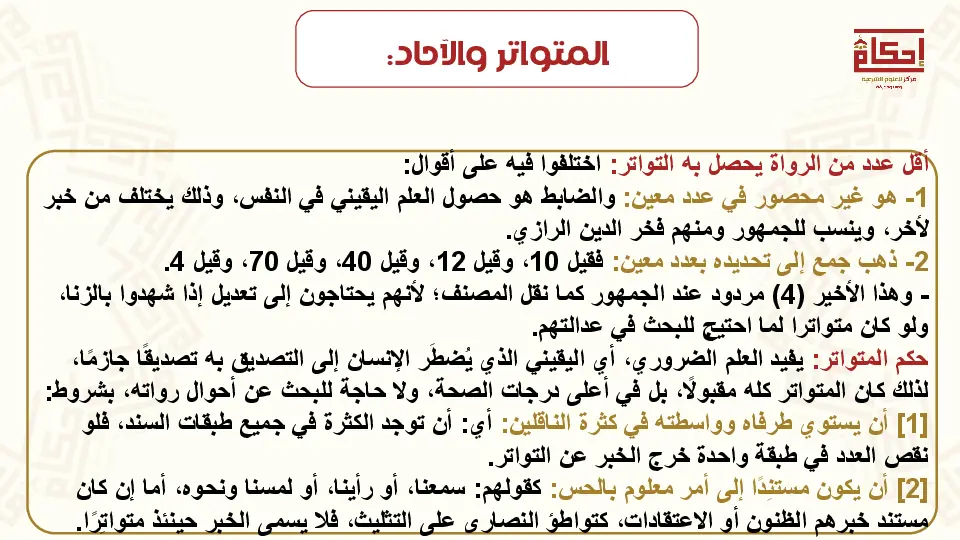 المتواتر والآحاد:
إحكام
مركز للعلوم الشرعية
أقل عدد من الرواة يحصل به التواتر: اختلفوا فيه على أقوال:
1- هو غير محصور في عدد معين: والضابط هو حصول العلم اليقيني في النفس، وذلك يختلف من خبر
لآخر، وينسب للجمهور ومنهم فخر الدين الرازي.
2- ذهب جمع إلى تحديده بعدد معين: فقيل 10، وقيل 12، وقيل 40، وقيل 70، وقيل 4.
- وهذا الأخير (4) مردود عند الجمهور كما نقل المصنف؛ لأنهم يحتاجون إلى تعديل إذا شهدوا بالزنا،
ولو كان متواترا لما احتيج للبحث في عدالتهم.
حكم المتواتر: يفيد العلم الضروري، أي اليقيني الذي يُضطَر الإنسان إلى التصديق به تصديقًا جازمًا،
لذلك كان المتواتر كله مقبولًا، بل في أعلى درجات الصحة، ولا حاجة للبحث عن أحوال رواته، بشروط:
[1] أن يستوي طرفاه وواسطته في كثرة الناقلين: أي: أن توجد الكثرة في جميع طبقات السند، فلو
نقص العدد في طبقة واحدة خرج الخبر عن التواتر.
[2] أن يكون مستندًا إلى أمر معلوم بالحس: كقولهم: سمعنا، أو رأينا، أو لمسنا ونحوه، أما إن كان
مستند خبرهم الظنون أو الاعتقادات، كتواطؤ النصارى على التثليث، فلا يسمى الخبر حينئذ متواترًا.